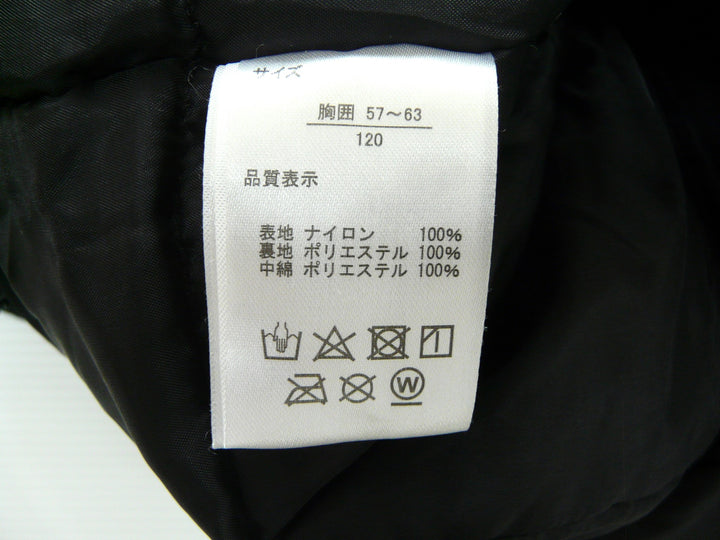 サイズ
胸囲 57〜63
120
品質表示
表地 ナイロン 100%
裏地 ポリエステル 100%
中綿 ポリエステル 100%
W